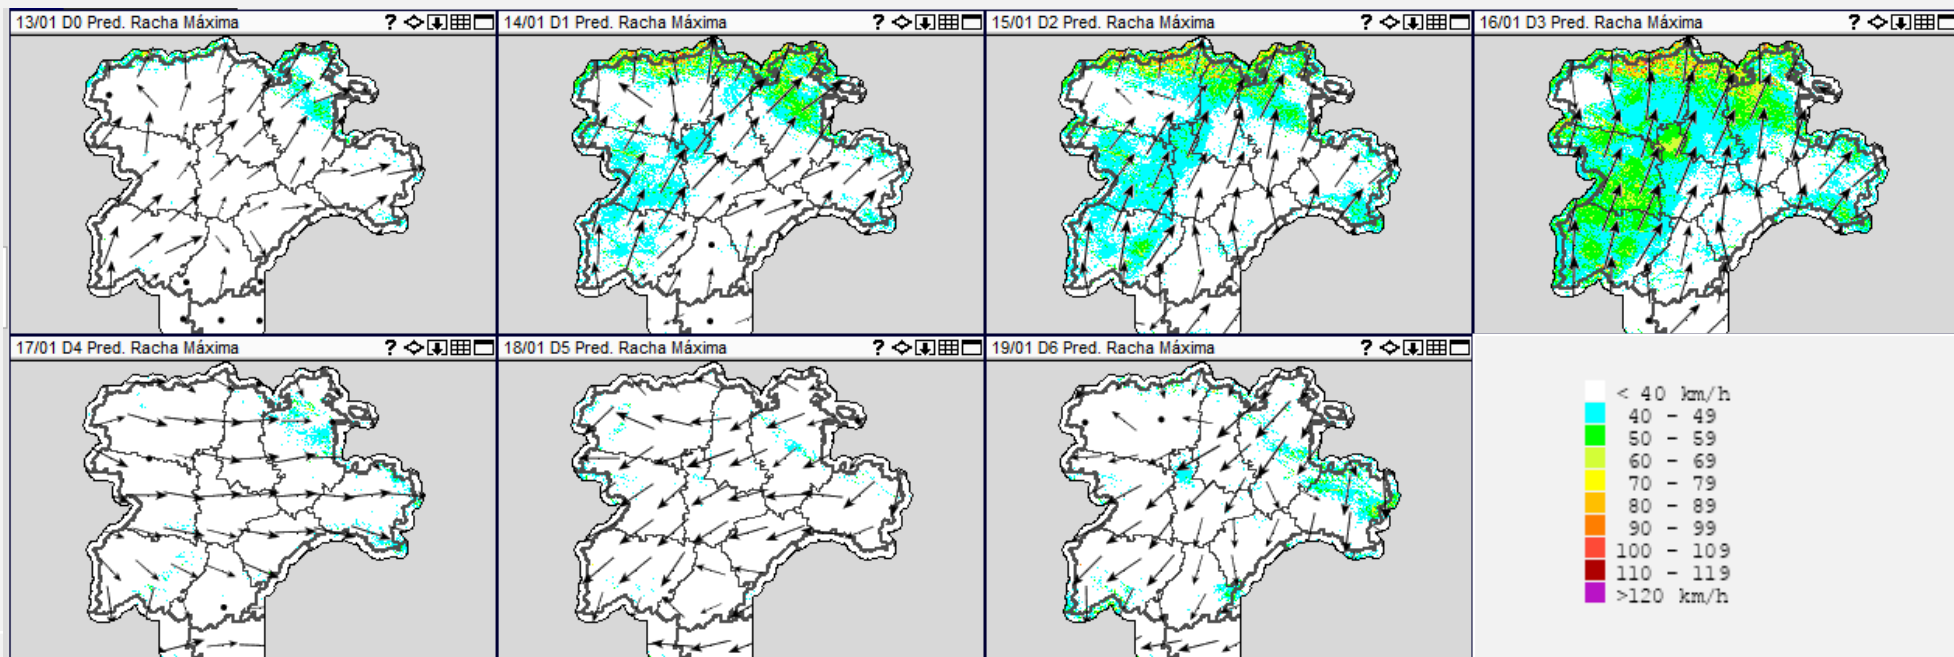 13/01 D0 Pred. Racha Máxima ?
14/01 D1 Pred. Racha Máxima ?
15/01 D2 Pred. Racha Máxima ?
16/01 D3 Pred. Racha Máxima ?
17/01 D4 Pred. Racha Máxima ?
18/01 D5 Pred. Racha Máxima ?
19/01 D6 Pred. Racha Máxima ?
< 40 km/h
40 - 49
50 - 59
60 - 69
70 - 79
80 - 89
90 - 99
100 - 109
110 - 119
>120 km/h